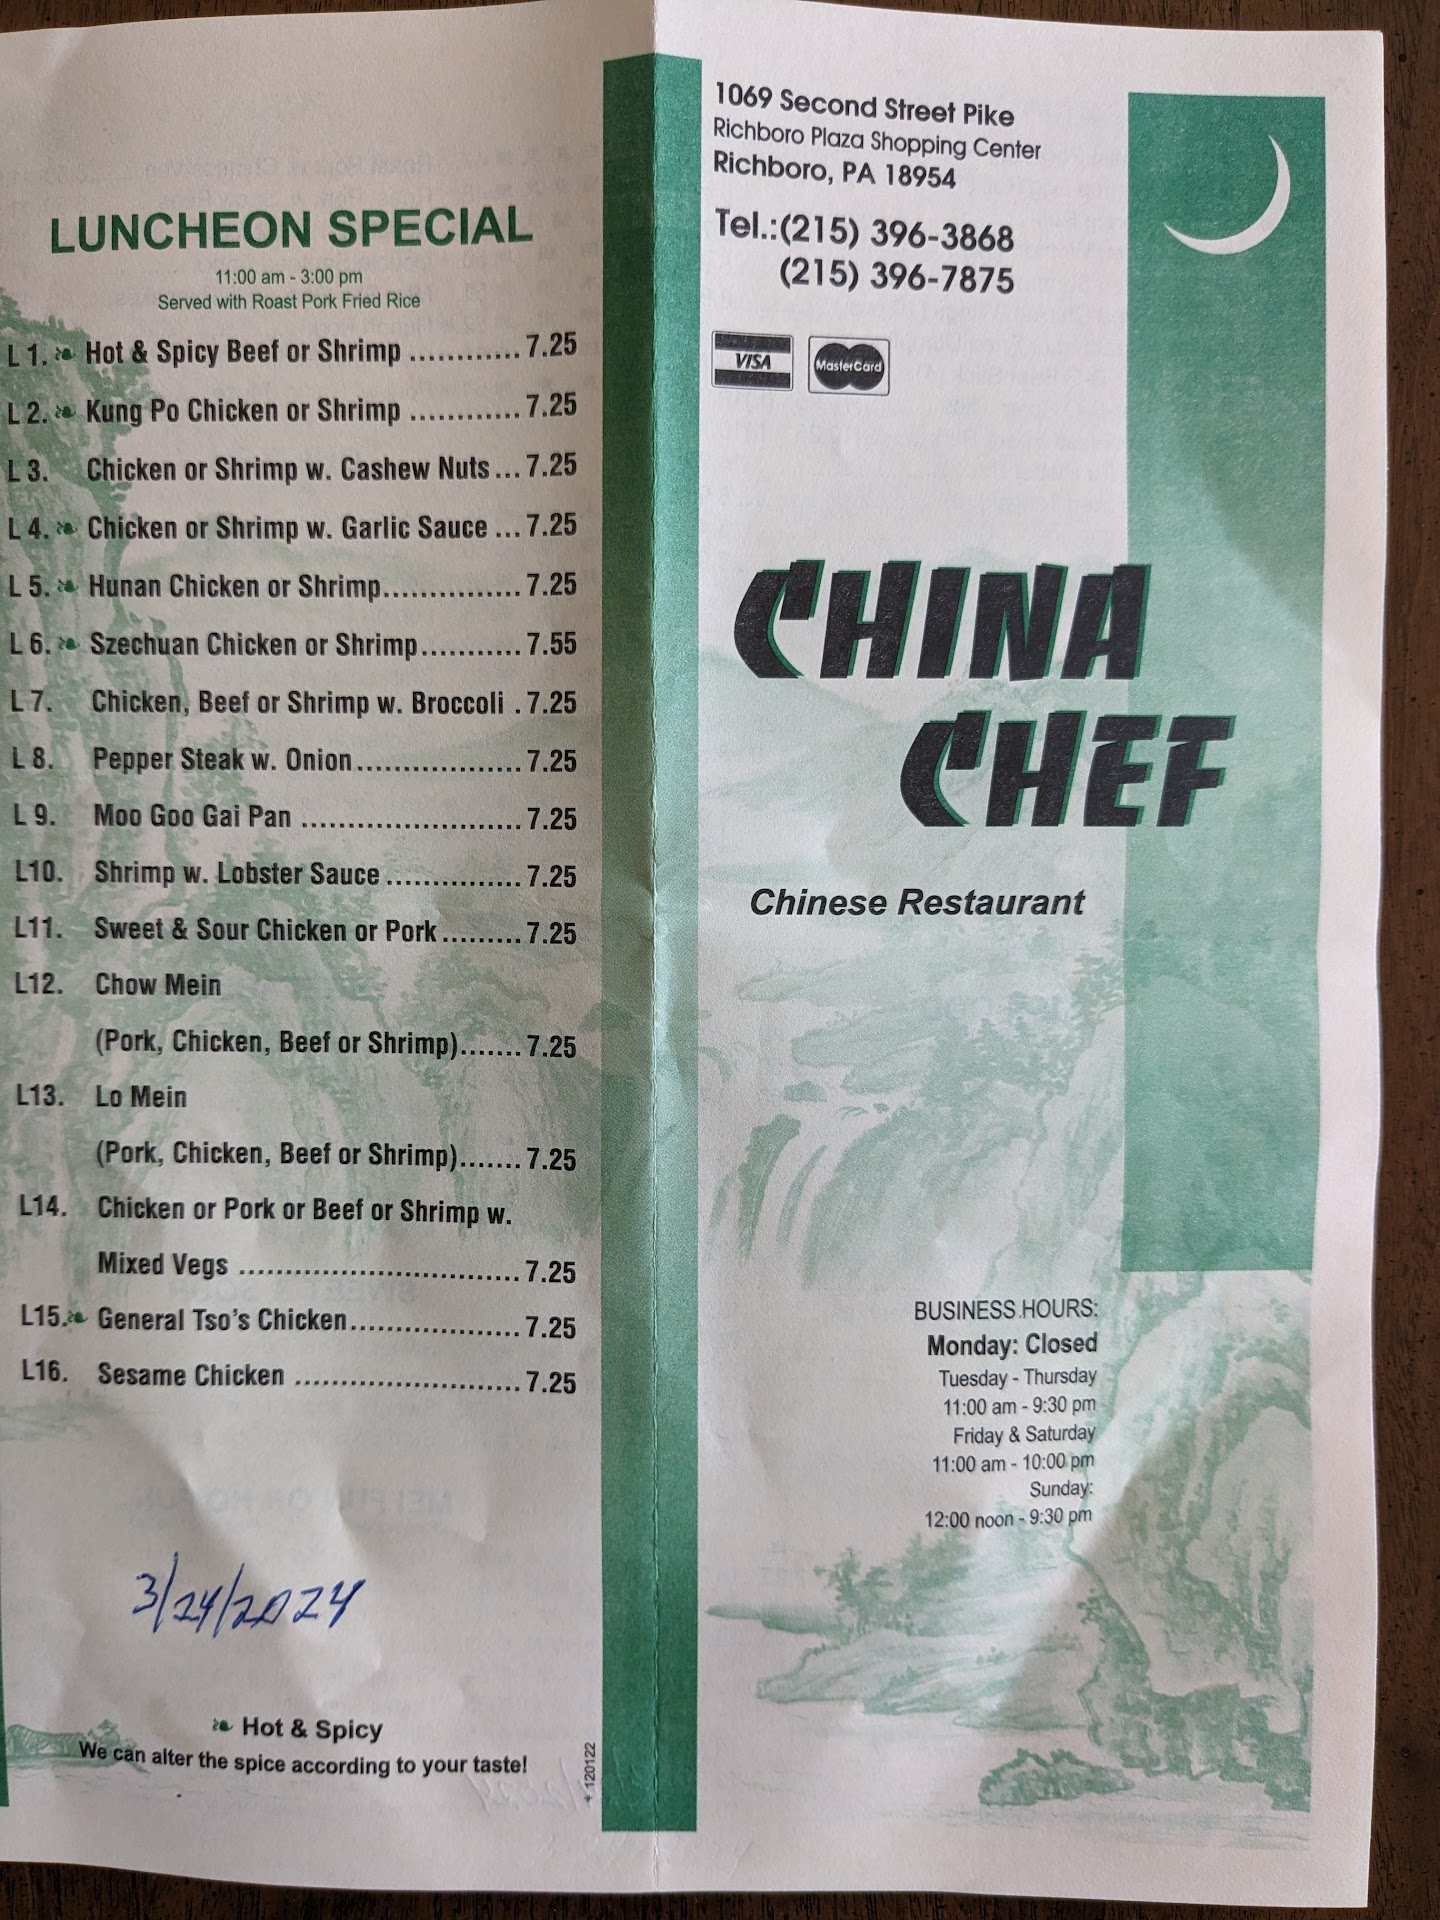 LUNCHEON SPECIAL
11:00 am - 3:00 pm
Served with Roast Pork Fried Rice
L 1. Hot & Spicy Beef or Shrimp ............ 7.25
L 2. Kung Po Chicken or Shrimp ............ 7.25
L 3. Chicken or Shrimp w. Cashew Nuts ... 7.25
L 4. Chicken or Shrimp w. Garlic Sauce ... 7.25
L 5. Hunan Chicken or Shrimp............... 7.25
L 6. Szechuan Chicken or Shrimp........... 7.55
L 7. Chicken, Beef or Shrimp w. Broccoli . 7.25
L 8. Pepper Steak w. Onion.................. 7.25
L 9. Moo Goo Gai Pan ........................ 7.25
L10. Shrimp w. Lobster Sauce ............... 7.25
L11. Sweet & Sour Chicken or Pork ......... 7.25
L12. Chow Mein
(Pork, Chicken, Beef or Shrimp)....... 7.25
L13. Lo Mein
(Pork, Chicken, Beef or Shrimp)....... 7.25
L14. Chicken or Pork or Beef or Shrimp w.
Mixed Vegs .............................. 7.25
L15. General Tso's Chicken................... 7.25
L16. Sesame Chicken ......................... 7.25
3/24/2024
Hot & Spicy
We can alter the spice according to your taste!
+ 120122
1069 Second Street Pike
Richboro Plaza Shopping Center
Richboro, PA 18954
Tel.:(215) 396-3868
(215) 396-7875
VISA
MasterCard
CHINA
CHEF
Chinese Restaurant
BUSINESS HOURS:
Monday: Closed
Tuesday - Thursday
11:00 am - 9:30 pm
Friday & Saturday
11:00 am - 10:00 pm
Sunday:
12:00 noon - 9:30 pm